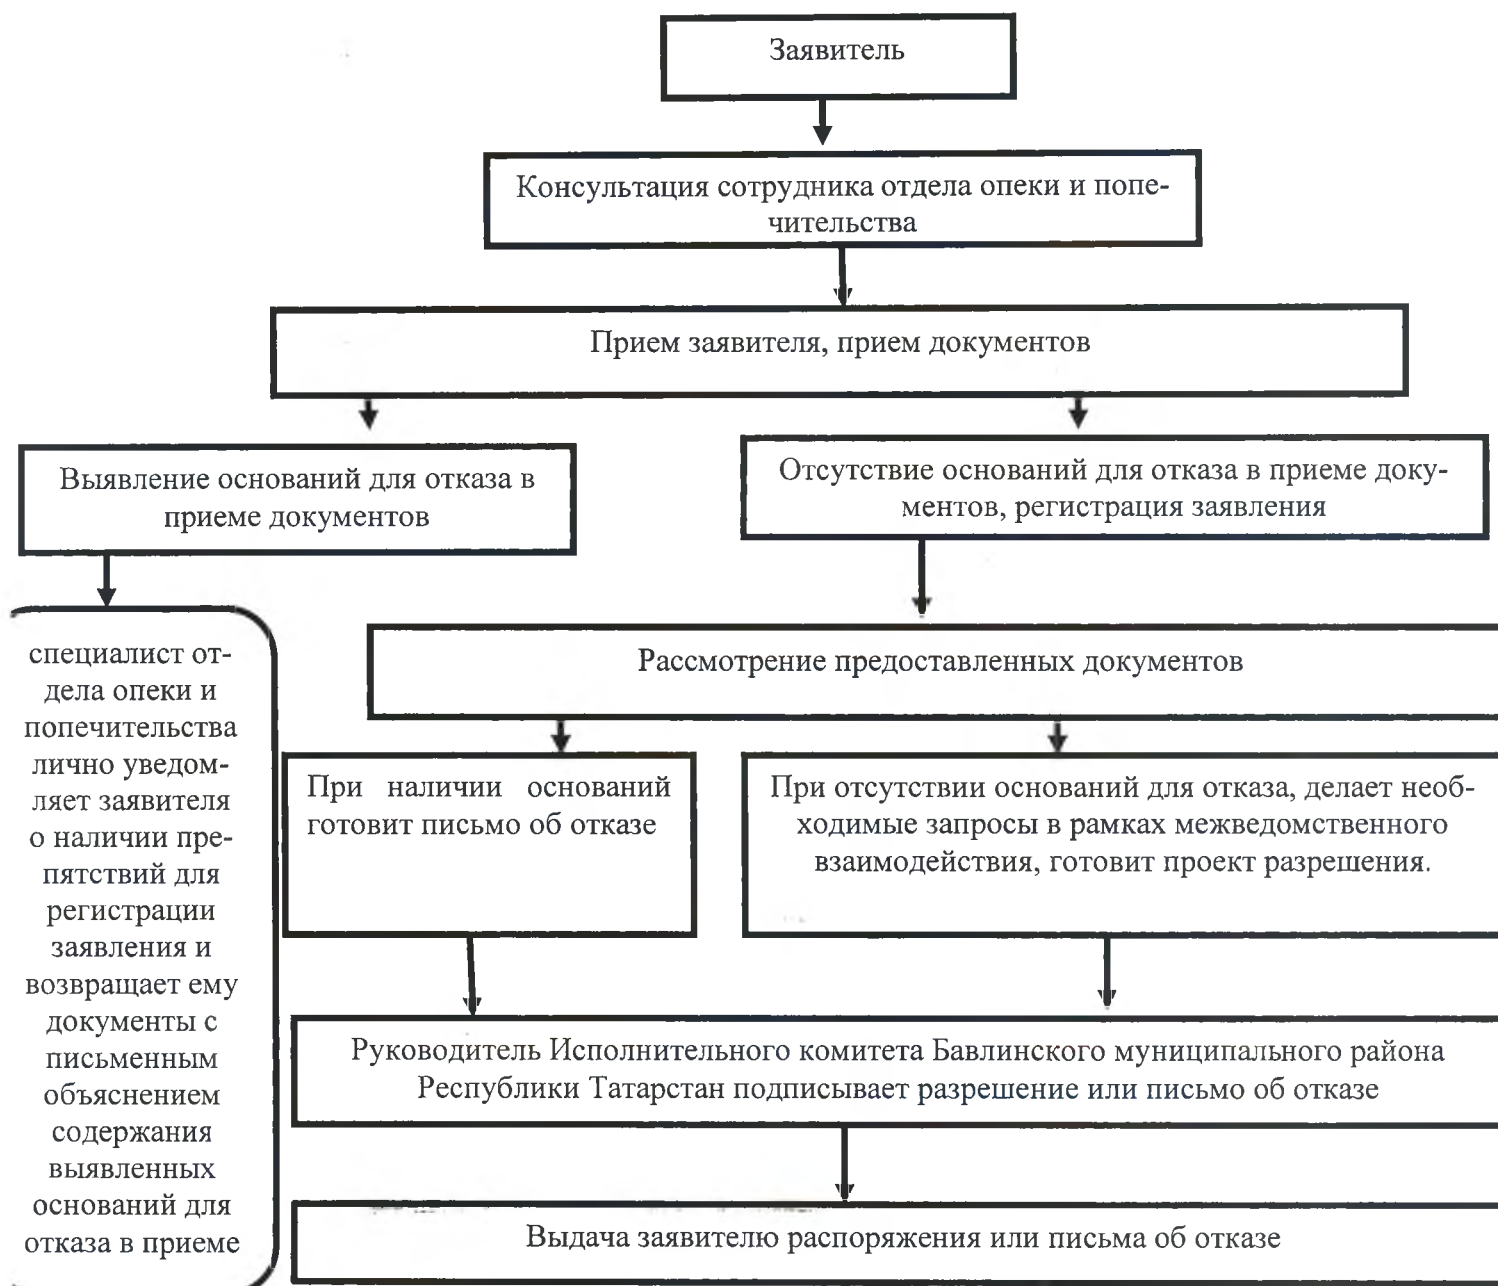 Заявитель
Консультация сотрудника отдела опеки и попе-
чительства
Прием заявителя, прием документов
Выявление оснований для отказа в
приеме документов
Отсутствие оснований для отказа в приеме доку-
ментов, регистрация заявления
специалист от-
дела опеки и
попечительства
лично уведом-
ляет заявителя
о наличии пре-
пятствий для
регистрации
заявления и
возвращает ему
документы с
письменным
объяснением
содержания
выявленных
оснований для
отказа в приеме
Рассмотрение предоставленных документов
При наличии оснований
готовит письмо об отказе
При отсутствии оснований для отказа, делает необ-
ходимые запросы в рамках межведомственного
взаимодействия, готовит проект разрешения.
Руководитель Исполнительного комитета Бавлинского муниципального района
Республики Татарстан подписывает разрешение или письмо об отказе
Выдача заявителю распоряжения или письма об отказе